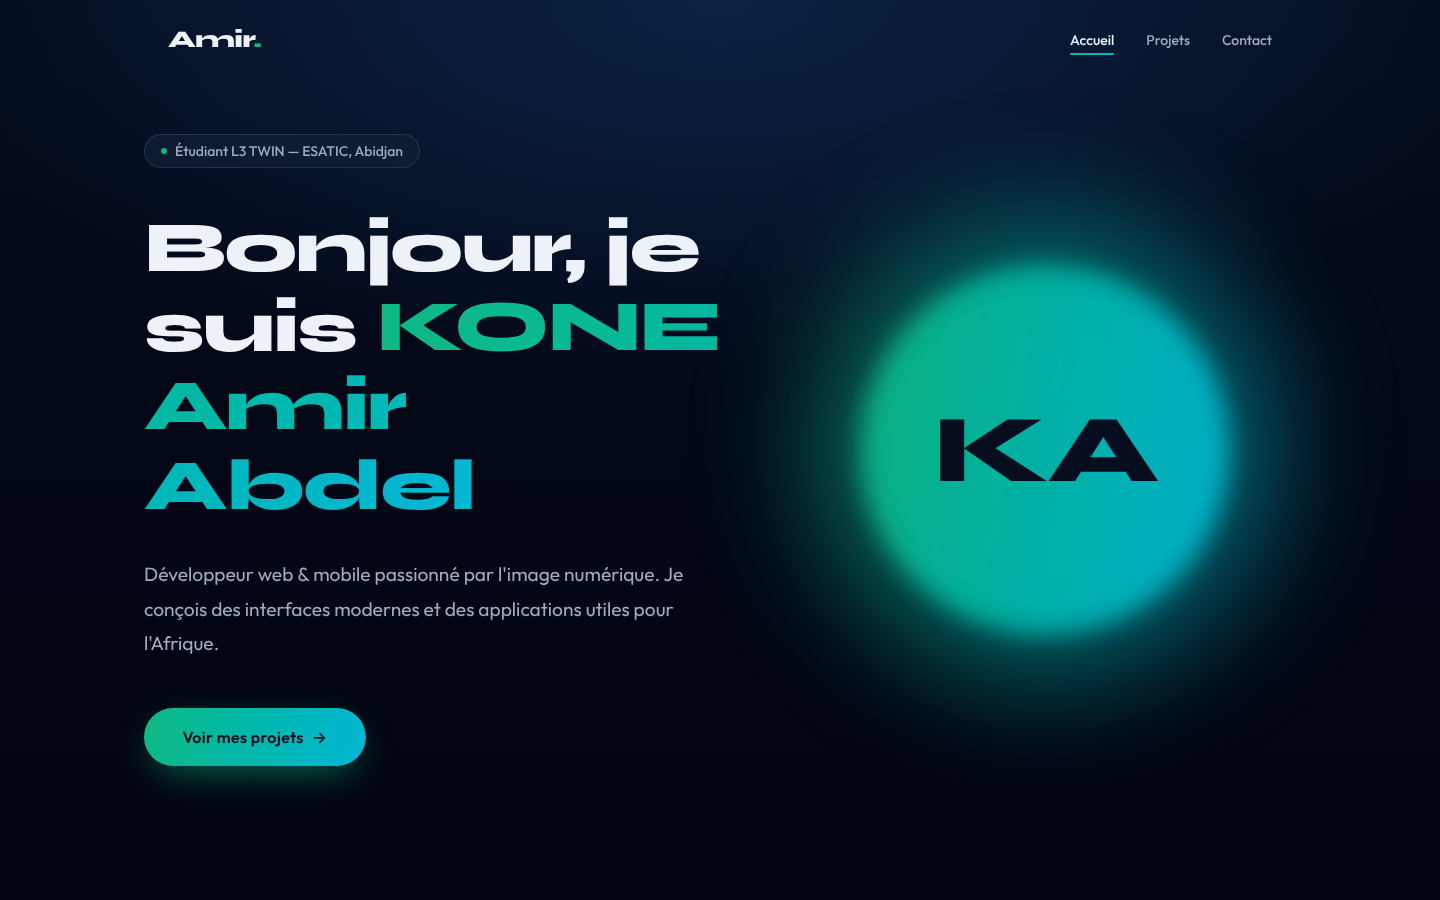 Amir.
Accueil Projets Contact
Étudiant L3 TWIN — ESATIC, Abidjan
Bonjour, je
suis KONE
Amir
Abdel
Développeur web & mobile passionné par l'image numérique. Je
conçois des interfaces modernes et des applications utiles pour
l'Afrique.
Voir mes projets →
KA